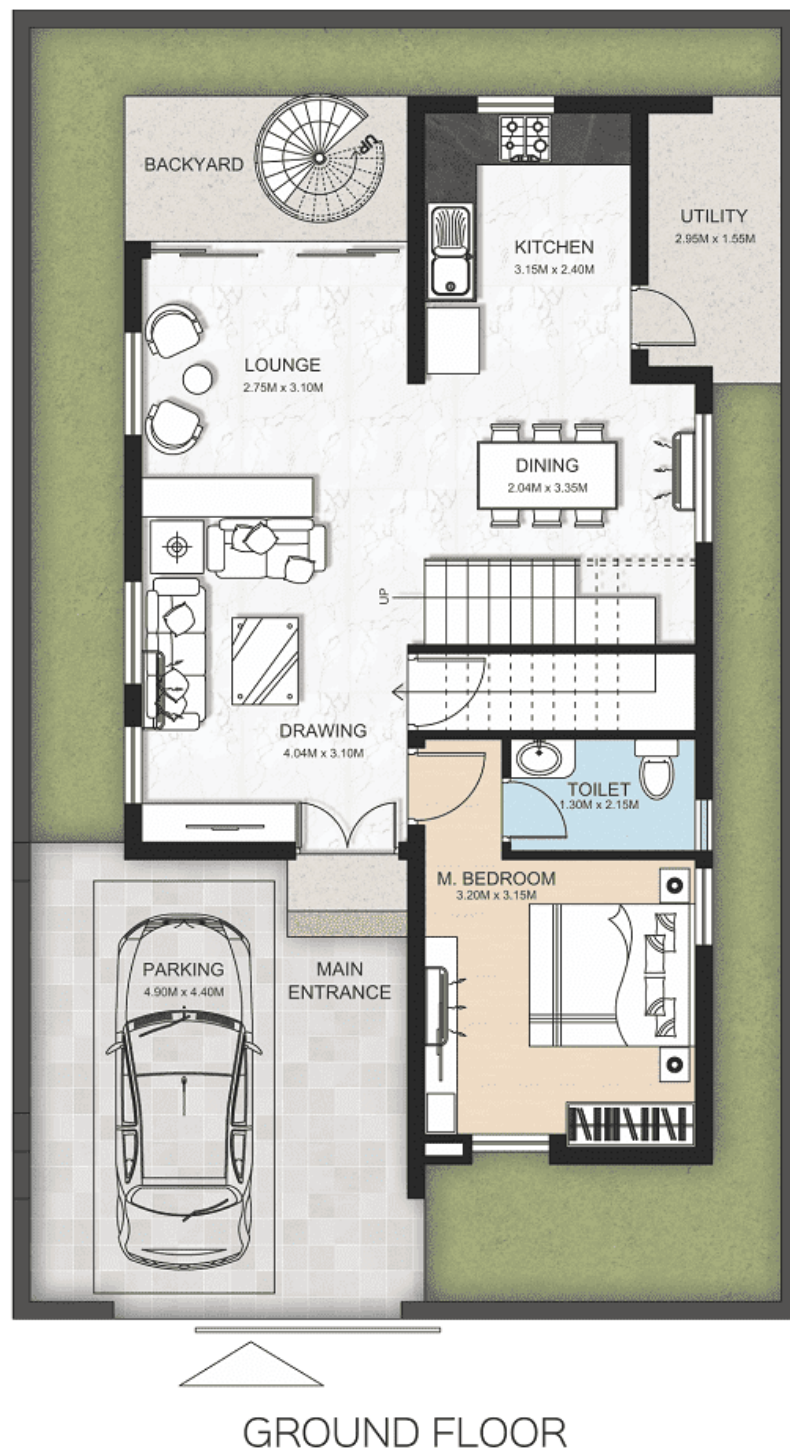 UP
BACKYARD
UTILITY
2.95M x 1.55M
KITCHEN
3.15M x 2.40M
LOUNGE
2.75M x 3.10M
DINING
2.04M x 3.35M
UP
DRAWING
4.04M x 3.10M
TOILET
1.30M x 2.15M
M. BEDROOM
3.20M x 3.15M
PARKING
4.90M x 4.40M
MAIN
ENTRANCE
GROUND FLOOR